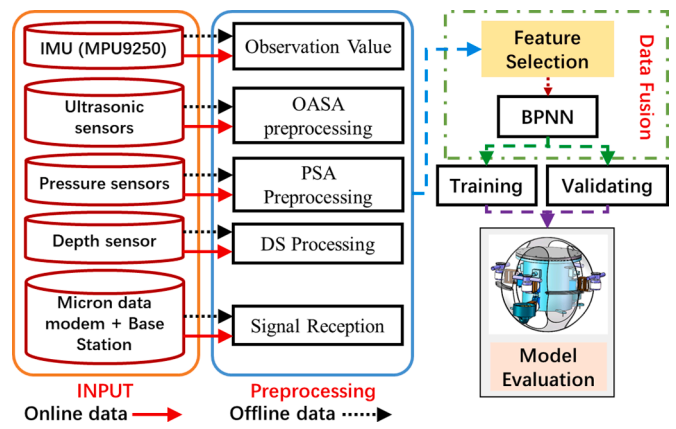 IMU (MPU9250)
Ultrasonic
sensors
Pressure sensors
Depth sensor
Micron data
modem + Base
Station
INPUT
Observation Value
OASA
preprocessing
PSA
Preprocessing
DS Processing
Signal Reception
Preprocessing
Feature
Selection
BPNN
Data Fusion
Training
Validating
Model
Evaluation
Online data
Offline data